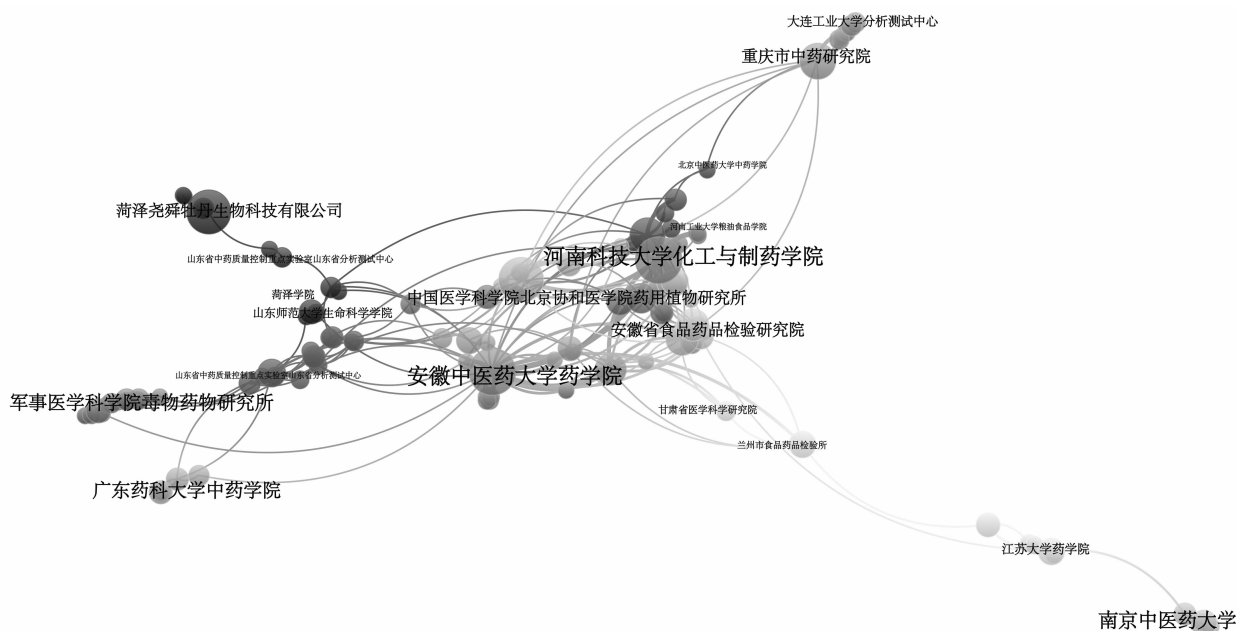 大连工业大学分析测试中心
重庆市中药研究院
北京中医药大学中药学院
菏泽尧舜牡丹生物科技有限公司
河南工业大学粮油食品学院
河南科技大学化工与制药学院
山东省中药质量控制重点实验室山东省分析测试中心
菏泽学院
中国医学科学院北京协和医学院药用植物研究所
山东师范大学生命科学学院
安徽省食品药品检验研究院
山东省中药质量控制重点实验室山东省分析测试中心
安徽中医药大学药学院
军事医学科学院毒物药物研究所
甘肃省医学科学研究院
兰州市食品药品检验所
广东药科大学中药学院
江苏大学药学院
南京中医药大学